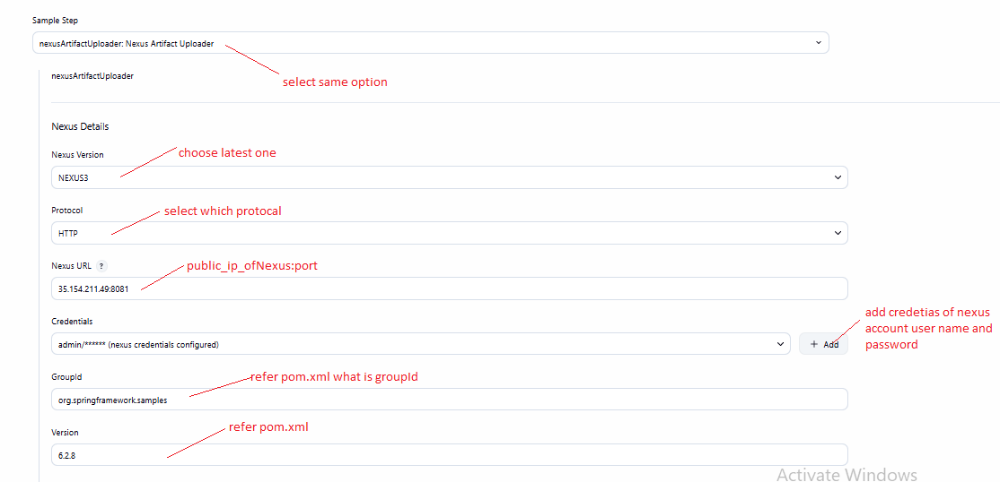 Sample Step
nexusArtifactUploader: Nexus Artifact Uploader
select same option
nexusArtifactUploader
Nexus Details
Nexus Version
choose latest one
NEXUS3
Protocol
select which protocal
HTTP
Nexus URL ?
public_ip_ofNexus:port
35.154.211.49:8081
Credentials
add credetias of nexus
account user name and
password
admin/****** (nexus credentials configured)
+ Add
GroupId
refer pom.xml what is groupId
org.springframework.samples
Version
refer pom.xml
6.2.8
Activate Windows